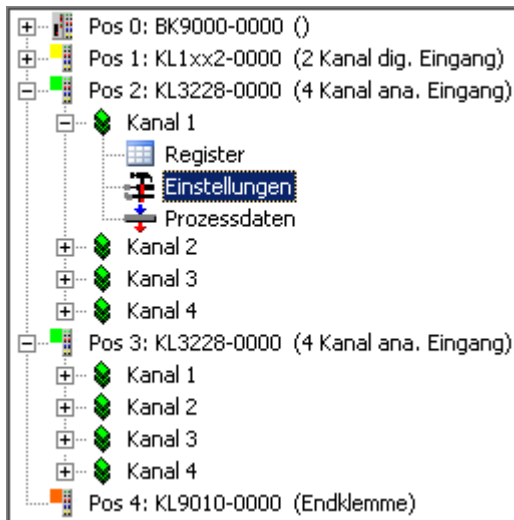 Pos 0: BK9000-0000 ()
Pos 1: KL1xx2-0000 (2 Kanal dig. Eingang)
Pos 2: KL3228-0000 (4 Kanal ana. Eingang)
Kanal 1
Register
Einstellungen
Prozessdaten
Kanal 2
Kanal 3
Kanal 4
Pos 3: KL3228-0000 (4 Kanal ana. Eingang)
Kanal 1
Kanal 2
Kanal 3
Kanal 4
Pos 4: KL9010-0000 (Endklemme)